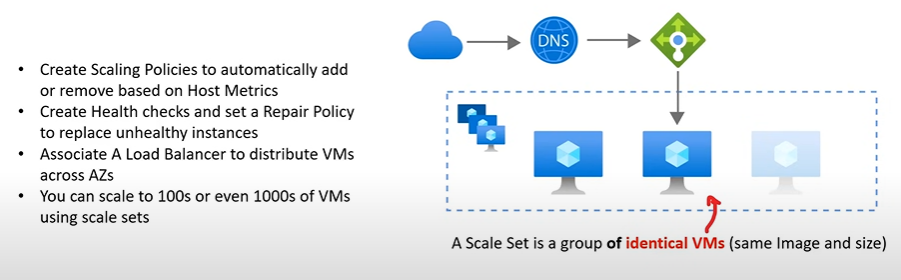 • Create Scaling Policies to automatically add
or remove based on Host Metrics
• Create Health checks and set a Repair Policy
to replace unhealthy instances
• Associate A Load Balancer to distribute VMs
across AZs
• You can scale to 100s or even 1000s of VMs
using scale sets
DNS
A Scale Set is a group of identical VMs (same Image and size)